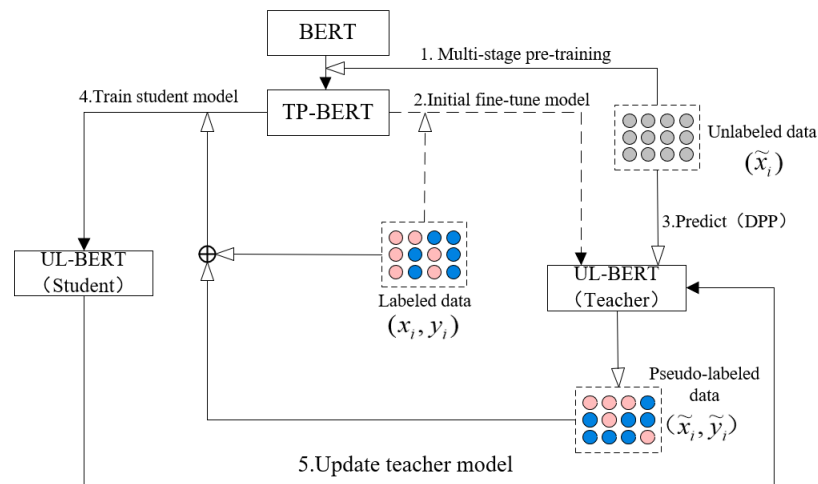 BERT
1. Multi-stage pre-training
4.Train student model
TP-BERT
2.Initial fine-tune model
Unlabeled data
(x̃ᵢ)
3.Predict（DPP）
UL-BERT
（Student）
Labeled data
(xᵢ, yᵢ)
UL-BERT
（Teacher）
Pseudo-labeled
data
(x̃ᵢ, ỹᵢ)
5.Update teacher model